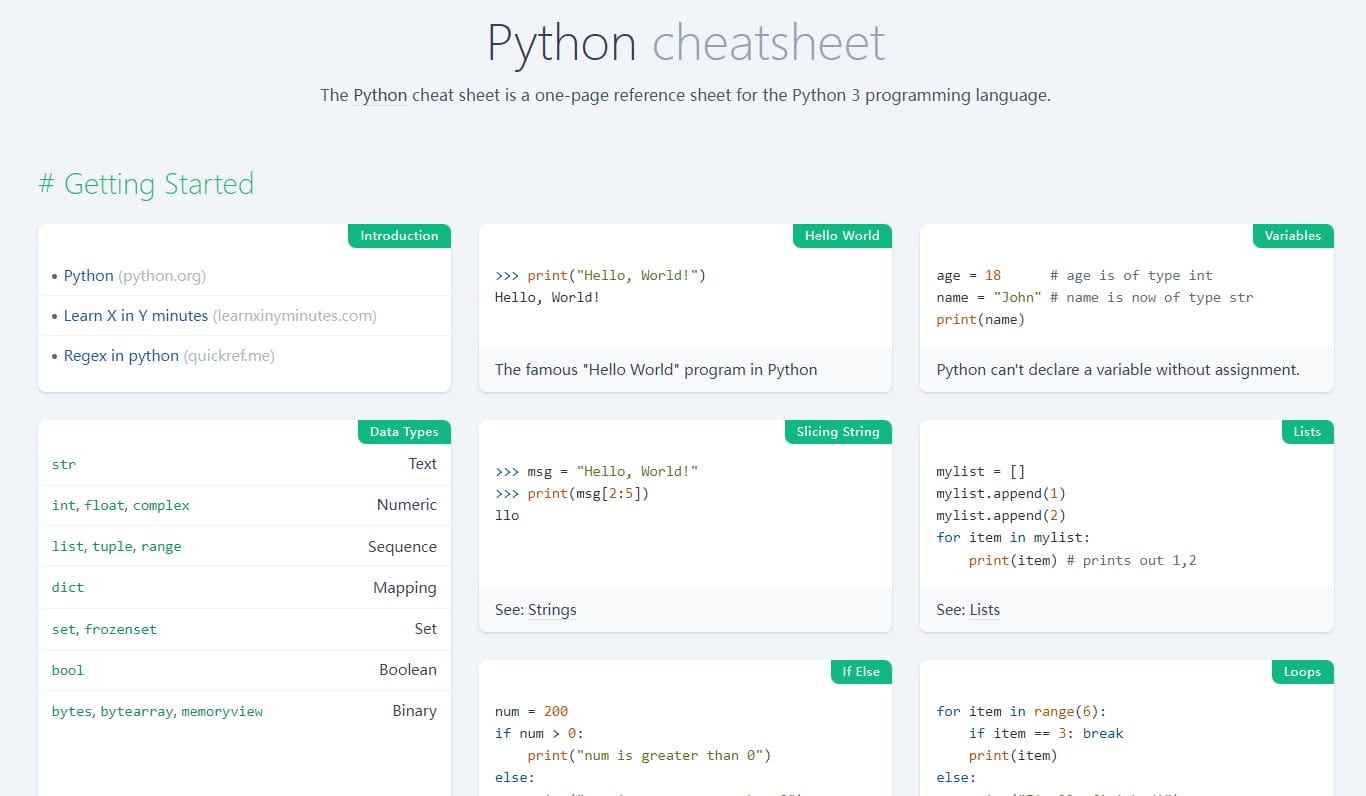 Python cheatsheet
The Python cheat sheet is a one-page reference sheet for the Python 3 programming language.
# Getting Started
Introduction
Python (python.org)
Learn X in Y minutes (learnxinyminutes.com)
Regex in python (quickref.me)
Hello World
>>> print("Hello, World!")
Hello, World!
The famous "Hello World" program in Python
Variables
age = 18      # age is of type int
name = "John" # name is now of type str
print(name)
Python can't declare a variable without assignment.
Data Types
str Text
int, float, complex Numeric
list, tuple, range Sequence
dict Mapping
set, frozenset Set
bool Boolean
bytes, bytearray, memoryview Binary
Slicing String
>>> msg = "Hello, World!"
>>> print(msg[2:5])
llo
See: Strings
Lists
mylist = []
mylist.append(1)
mylist.append(2)
for item in mylist:
    print(item) # prints out 1,2
See: Lists
If Else
num = 200
if num > 0:
    print("num is greater than 0")
else:
Loops
for item in range(6):
    if item == 3: break
    print(item)
else: